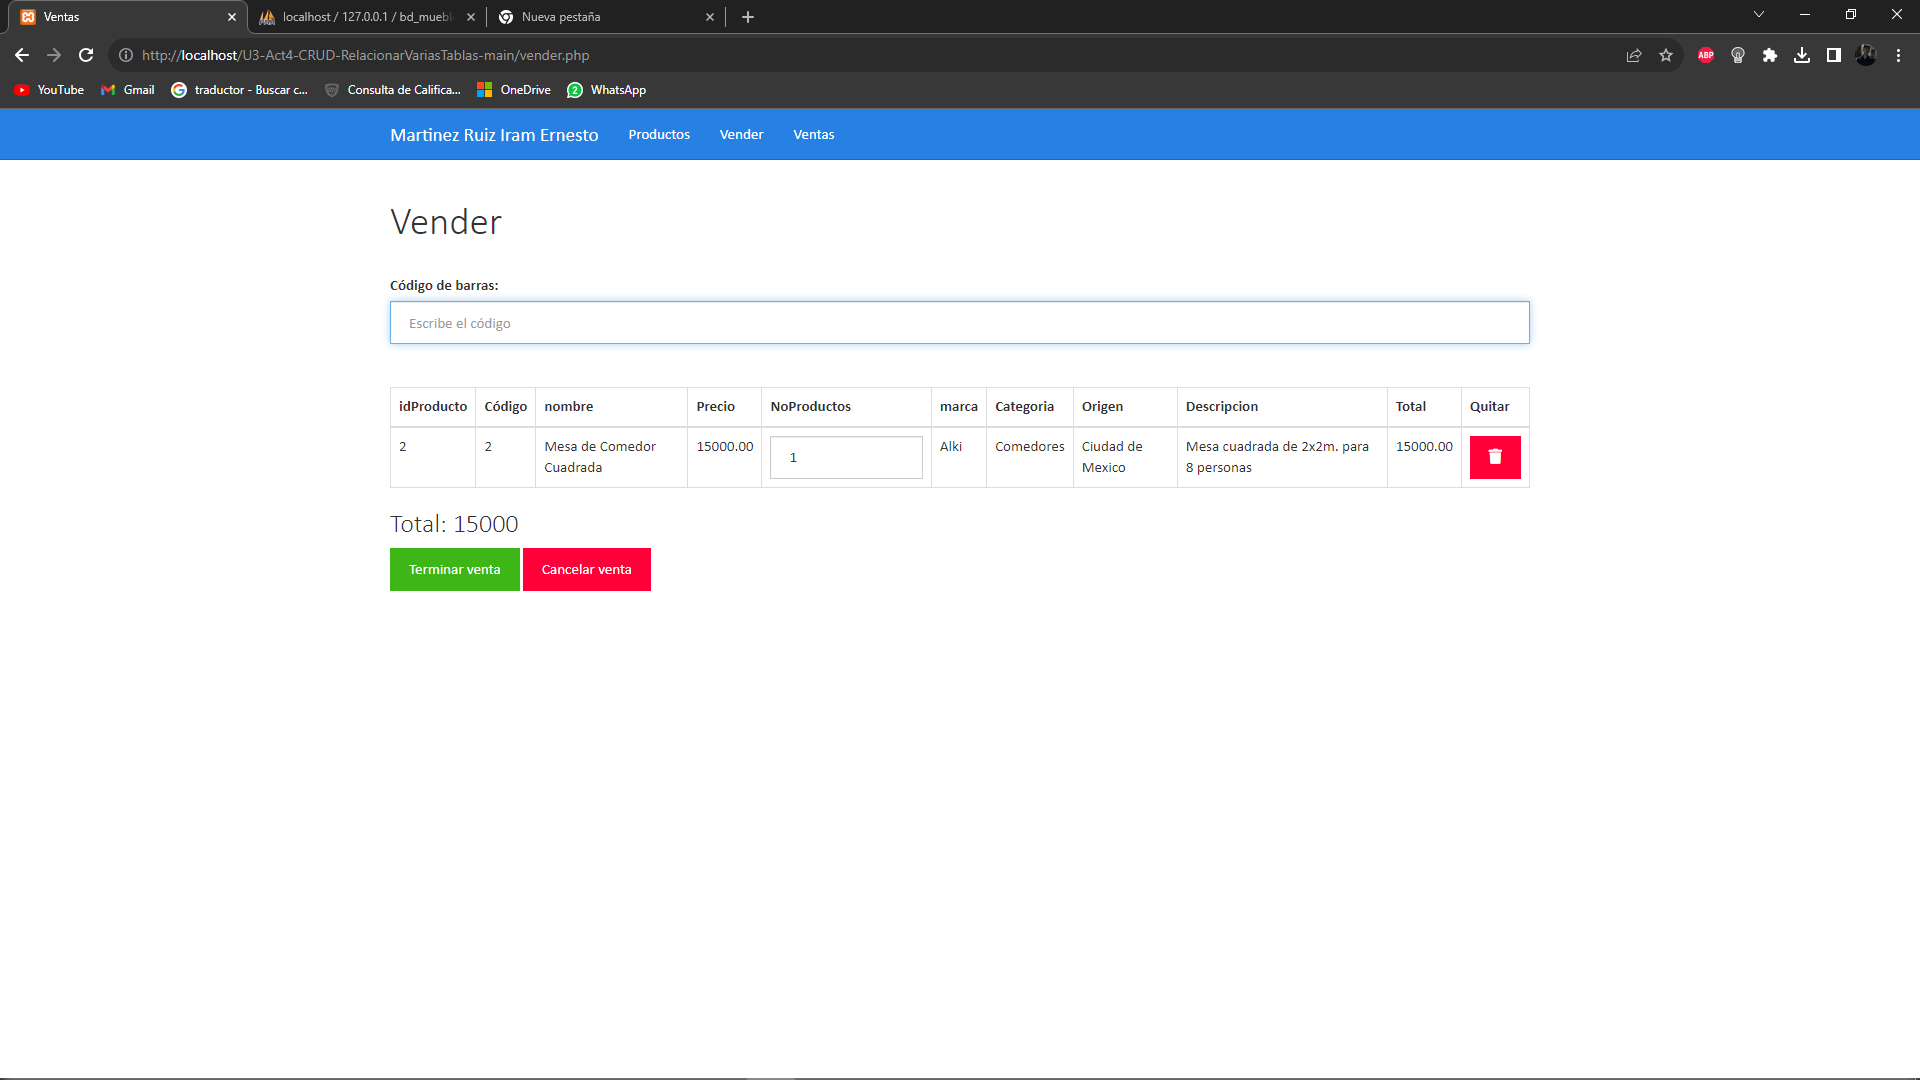 Ventas
localhost / 127.0.0.1 / bd_muebl
Nueva pestaña
http://localhost/U3-Act4-CRUD-RelacionarVariasTablas-main/vender.php
ABP
YouTube
Gmail
traductor - Buscar c...
Consulta de Califica...
OneDrive
2
WhatsApp
Martinez Ruiz Iram Ernesto
Productos
Vender
Ventas
Vender
Código de barras:
Escribe el código
idProducto Código nombre Precio NoProductos marca Categoria Origen Descripcion Total Quitar
2 2 Mesa de Comedor 15000.00 1 Alki Comedores Ciudad de Mesa cuadrada de 2x2m. para 15000.00
Cuadrada Mexico 8 personas
Total: 15000
Terminar venta Cancelar venta